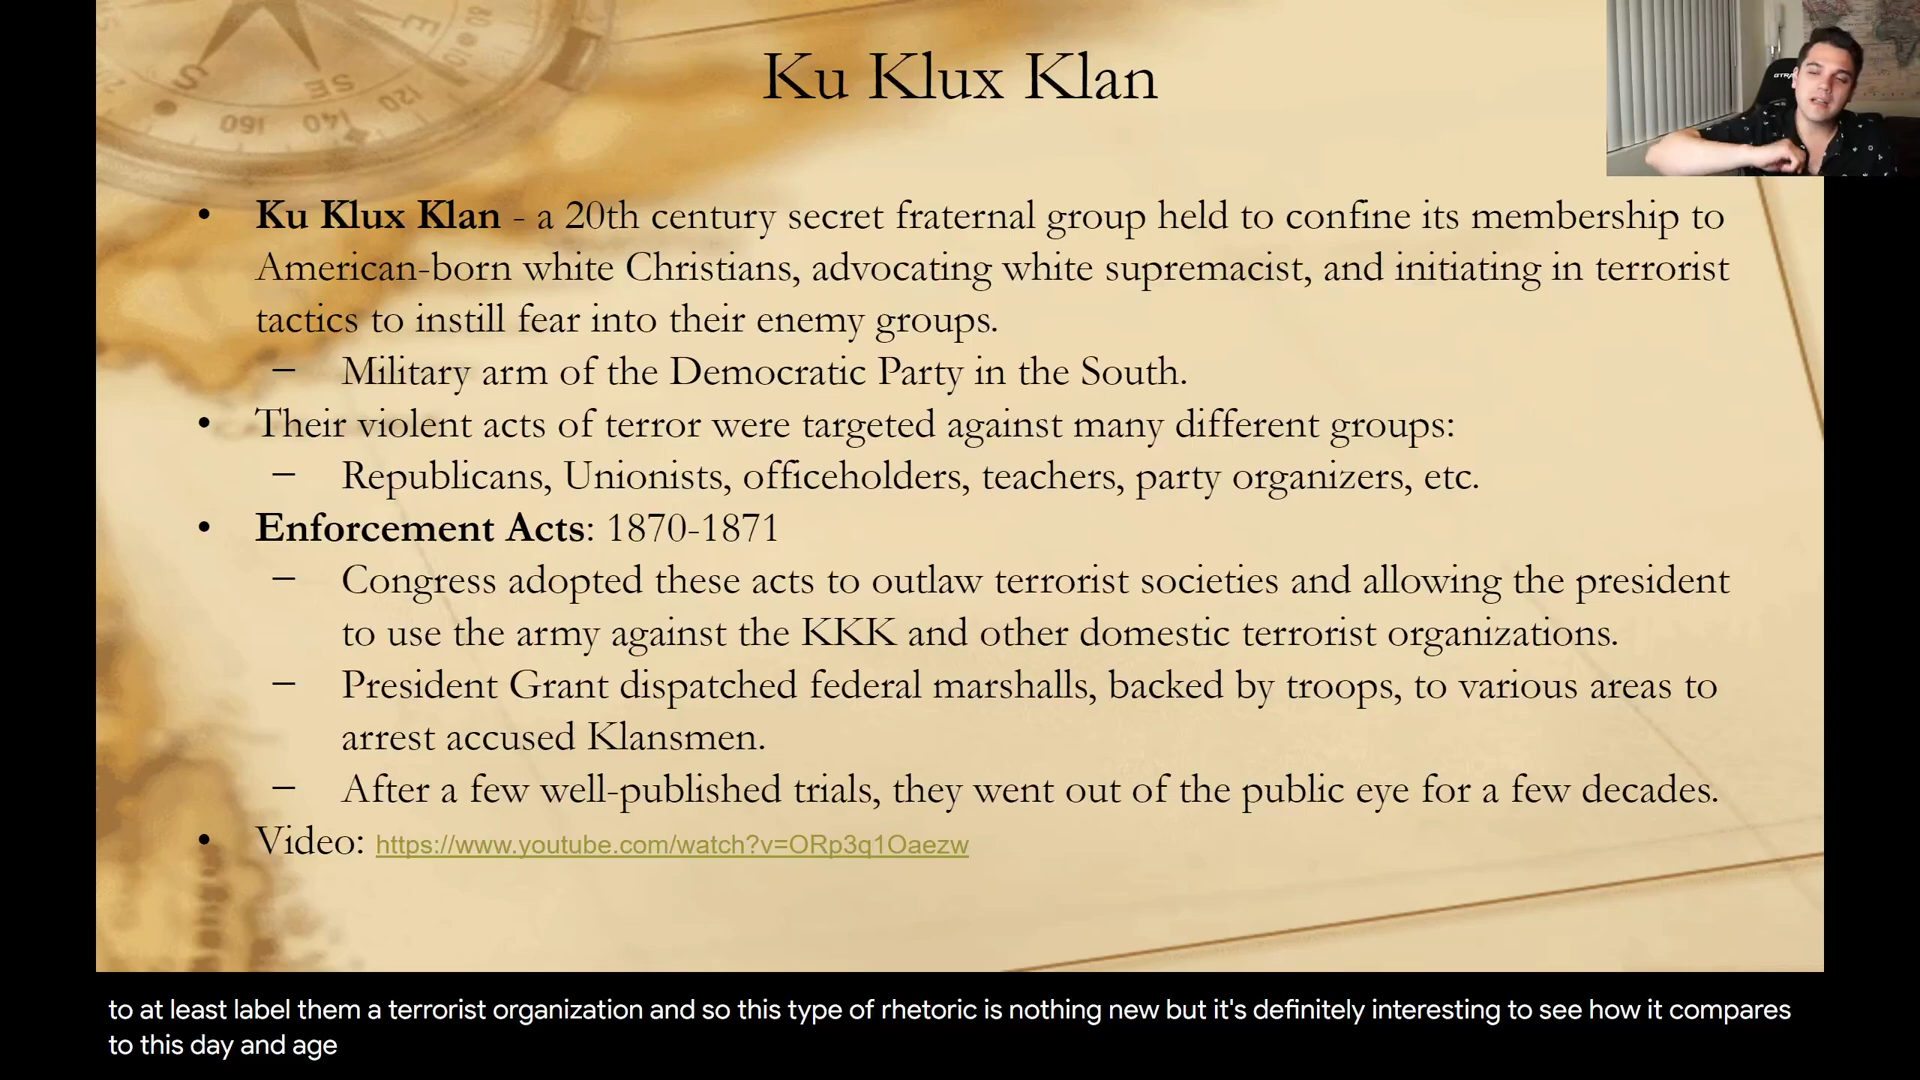 Ku Klux Klan
• Ku Klux Klan - a 20th century secret fraternal group held to confine its membership to
American-born white Christians, advocating white supremacist, and initiating in terrorist
tactics to instill fear into their enemy groups.
– Military arm of the Democratic Party in the South.
• Their violent acts of terror were targeted against many different groups:
– Republicans, Unionists, officeholders, teachers, party organizers, etc.
• Enforcement Acts: 1870-1871
– Congress adopted these acts to outlaw terrorist societies and allowing the president
to use the army against the KKK and other domestic terrorist organizations.
– President Grant dispatched federal marshalls, backed by troops, to various areas to
arrest accused Klansmen.
– After a few well-published trials, they went out of the public eye for a few decades.
• Video: https://www.youtube.com/watch?v=ORp3q1Oaezw
to at least label them a terrorist organization and so this type of rhetoric is nothing new but it's definitely interesting to see how it compares
to this day and age
S
SE
E
160
140
120
80